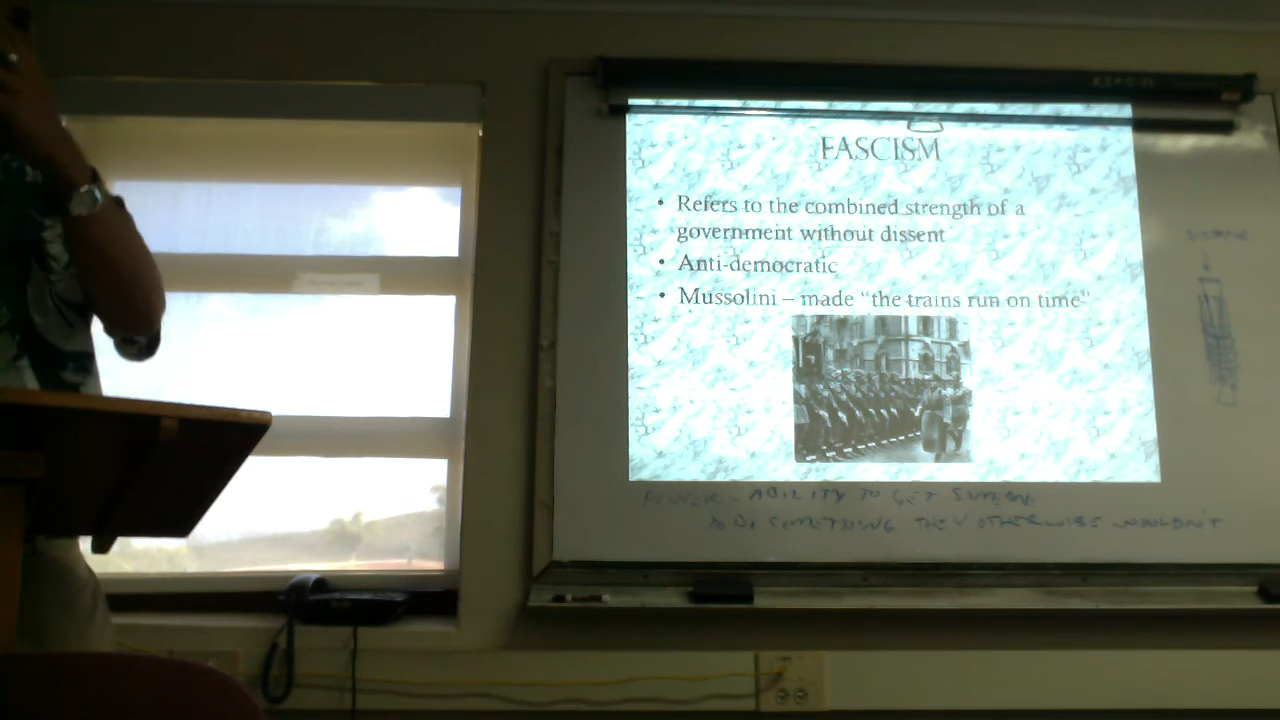 FASCISM
• Refers to the combined strength of a
government without dissent
• Anti-democratic
• Mussolini – made "the trains run on time"
POWER - ABILITY TO GET SOMEONE
TO DO SOMETHING THEY OTHERWISE WOULDN'T